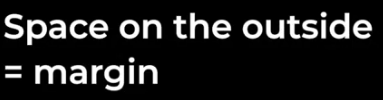 Space on the outside
= margin